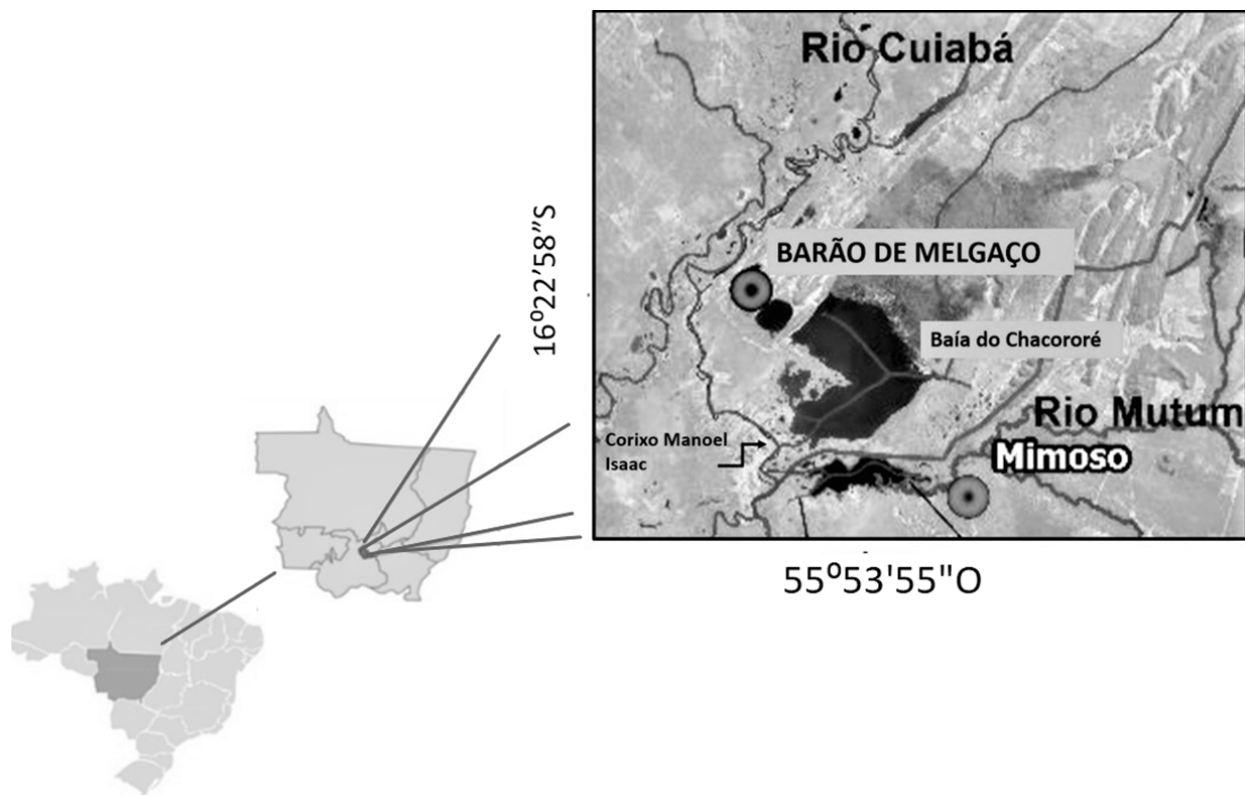 Rio Cuiabá
16º22’58”S
BARÃO DE MELGAÇO
Baía do Chacororé
Rio Mutum
Corixo Manoel
Isaac
Mimoso
55º53'55"O